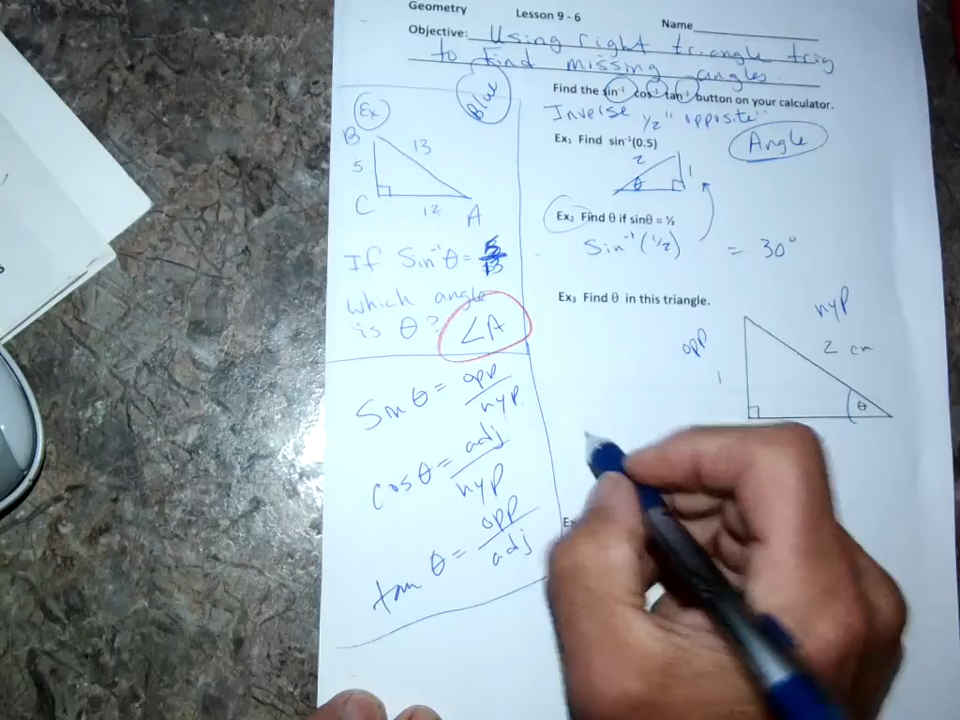 Geometry Lesson 9 - 6 Name
Objective: Using right triangle trig
to find missing angles.
Blue
Find the sin⁻¹ cos⁻¹ tan⁻¹ button on your calculator.
Inverse ½ " opposite "
Angle
Ex₁ Find sin⁻¹(0.5)
2
1
θ
Ex₂ Find θ if sinθ = ½
Sin⁻¹(½) = 30°
Ex₃ Find θ in this triangle.
hyp
opp
2 cm
1
θ
Ex
B
13
5
C
12
A
If Sin⁻¹θ = 5/13
which angle
is θ? ∠A
Sin θ = opp/hyp.
cos θ = adj/hyp
tan θ = opp/adj